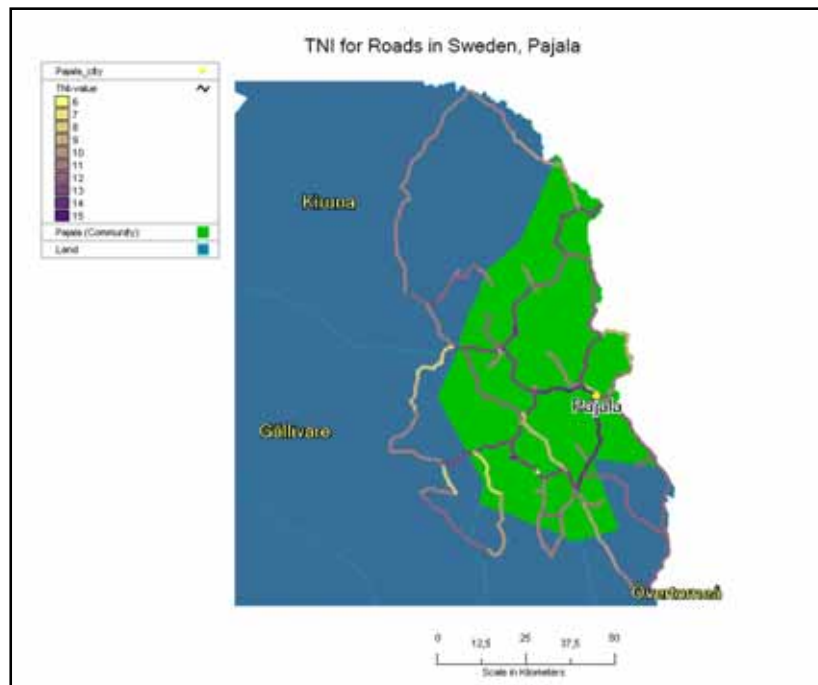 TNI for Roads in Sweden, Pajala
Pajala_city
TNI-value
6
7
8
9
10
11
12
13
14
15
Pajala (Community)
Land
Kiruna
Gällivare
Pajala
Övertorneå
0
12,5
25
37,5
50
Scale in Kilometers